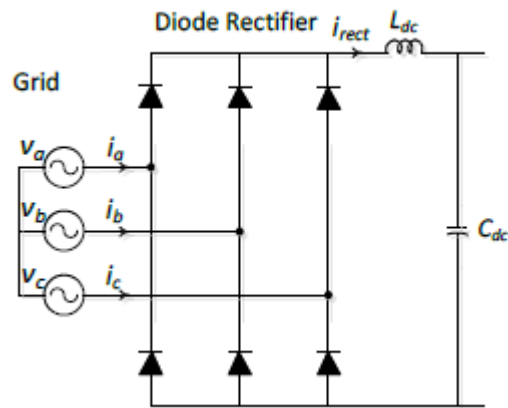 Diode Rectifier
i_rect
L_dc
Grid
v_a
i_a
v_b
i_b
v_c
i_c
C_dc